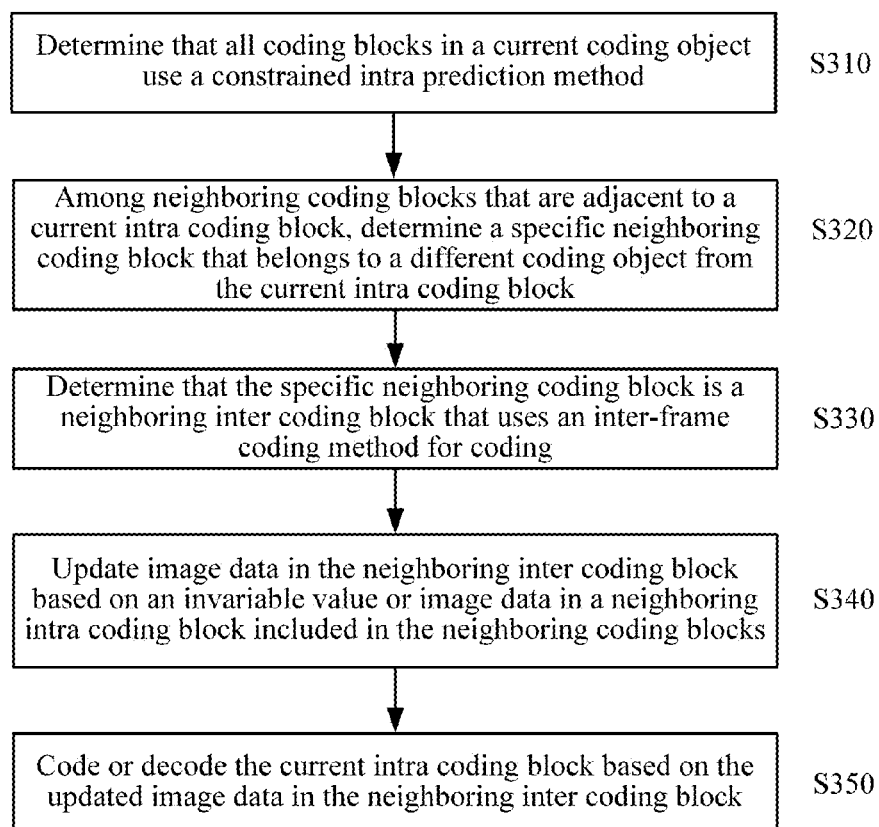 Determine that all coding blocks in a current coding object
use a constrained intra prediction method
S310
Among neighboring coding blocks that are adjacent to a
current intra coding block, determine a specific neighboring
coding block that belongs to a different coding object from
the current intra coding block
S320
Determine that the specific neighboring coding block is a
neighboring inter coding block that uses an inter-frame
coding method for coding
S330
Update image data in the neighboring inter coding block
based on an invariable value or image data in a neighboring
intra coding block included in the neighboring coding blocks
S340
Code or decode the current intra coding block based on the
updated image data in the neighboring inter coding block
S350